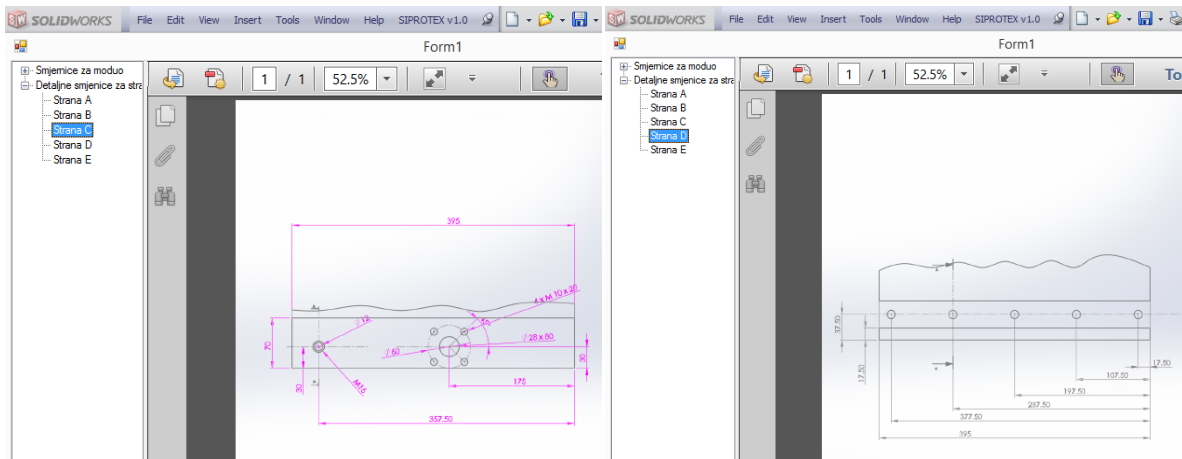 SOLIDWORKS File Edit View Insert Tools Window Help SIPROTEX v1.0
Form1
Smjernice za moduo
Detaljne smjernice za stra
Strana A
Strana B
Strana C
Strana D
Strana E
1 / 1 52.5%
395
4 x M 10 x 20
12
28 x 80
60
70
30
M16
30
175
357.50
SOLIDWORKS File Edit View Insert Tools Window Help SIPROTEX v1.0
Form1
Smjernice za moduo
Detaljne smjernice za stra
Strana A
Strana B
Strana C
Strana D
Strana E
1 / 1 52.5% To
37.50
17.50
17.50
107.50
197.50
287.50
377.50
395